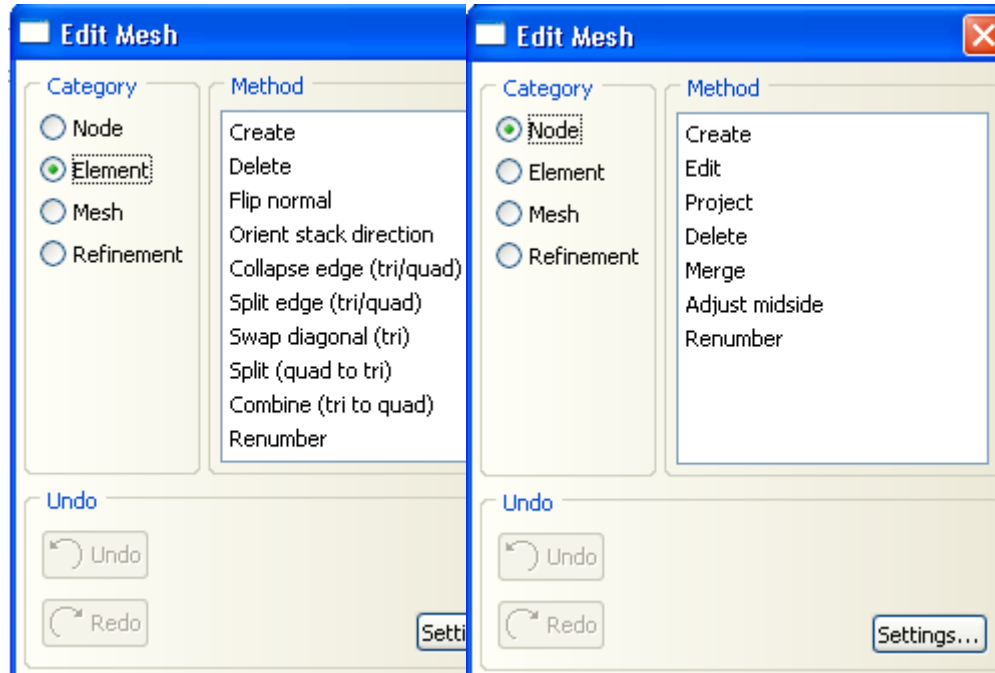 Edit Mesh
Category
Node
Element
Mesh
Refinement
Method
Create
Delete
Flip normal
Orient stack direction
Collapse edge (tri/quad)
Split edge (tri/quad)
Swap diagonal (tri)
Split (quad to tri)
Combine (tri to quad)
Renumber
Undo
Undo
Redo
Setti
Edit Mesh
Category
Node
Element
Mesh
Refinement
Method
Create
Edit
Project
Delete
Merge
Adjust midside
Renumber
Undo
Undo
Redo
Settings...